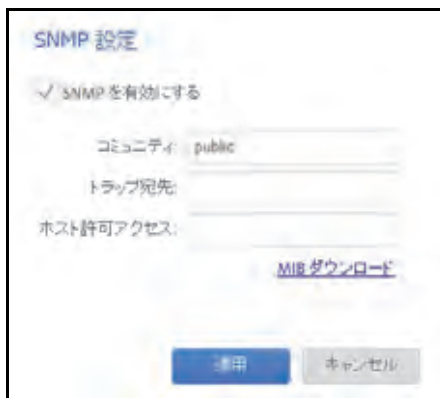 SNMP 設定
SNMP を有効にする
コミュニティ: public
トラップ宛先:
ホスト許可アクセス:
MIB ダウンロード
適用 キャンセル